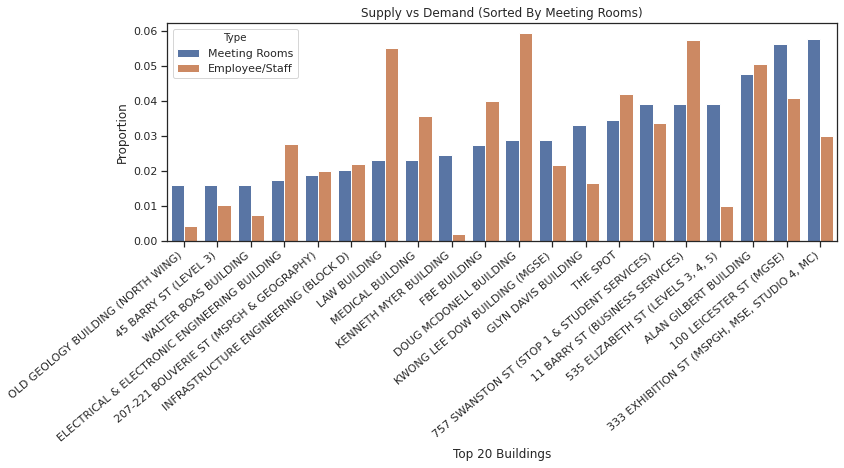 Supply vs Demand (Sorted By Meeting Rooms)
Type
Meeting Rooms
Employee/Staff
Proportion
0.06
0.05
0.04
0.03
0.02
0.01
0.00
OLD GEOLOGY BUILDING (NORTH WING)
45 BARRY ST (LEVEL 3)
WALTER BOAS BUILDING
ELECTRICAL & ELECTRONIC ENGINEERING BUILDING
207-221 BOUVERIE ST (MSPGH & GEOGRAPHY)
INFRASTRUCTURE ENGINEERING (BLOCK D)
LAW BUILDING
MEDICAL BUILDING
KENNETH MYER BUILDING
FBE BUILDING
DOUG MCDONELL BUILDING
KWONG LEE DOW BUILDING (MGSE)
GLYN DAVIS BUILDING
THE SPOT
757 SWANSTON ST (STOP 1 & STUDENT SERVICES)
11 BARRY ST (BUSINESS SERVICES)
535 ELIZABETH ST (LEVELS 3, 4, 5)
ALAN GILBERT BUILDING
100 LEICESTER ST (MGSE)
333 EXHIBITION ST (MSPGH, MSE, STUDIO 4, MC)
Top 20 Buildings